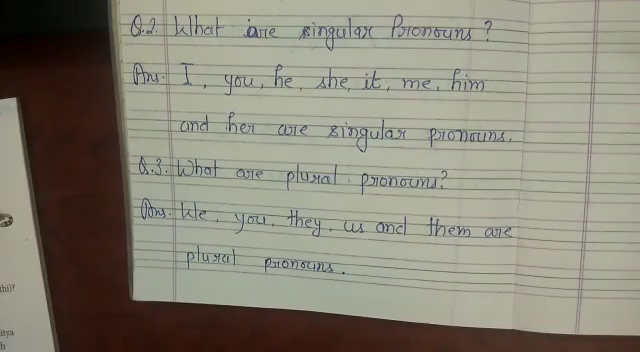 Q.2. What are singular Pronouns?
Ans. I, you, he, she, it, me, him
and her are singular pronouns.
Q.3. What are plural pronouns?
Ans. We, you, they, us and them are
plural pronouns.